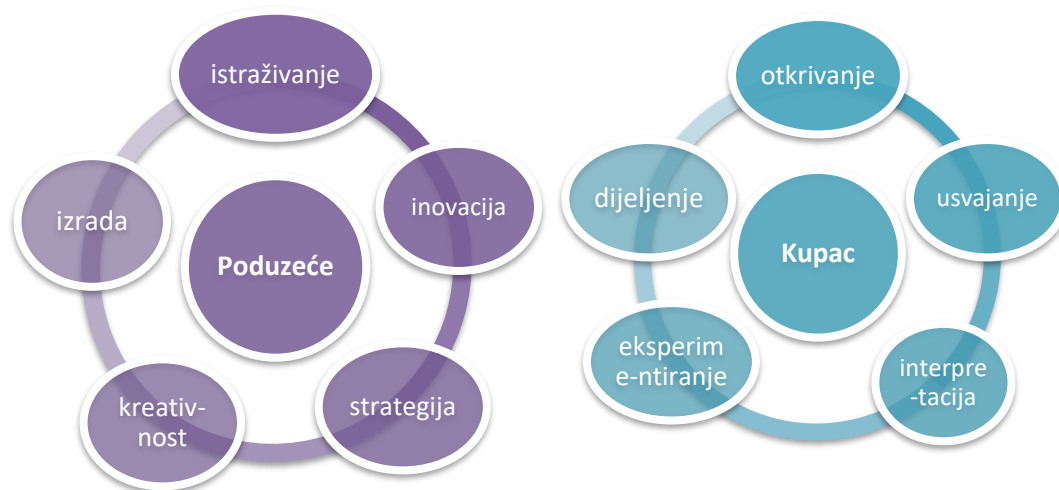 istraživanje
inovacija
strategija
kreativ-
nost
izrada
Poduzeće
otkrivanje
usvajanje
interpre
-tacija
eksperim
e-ntiranje
dijeljenje
Kupac